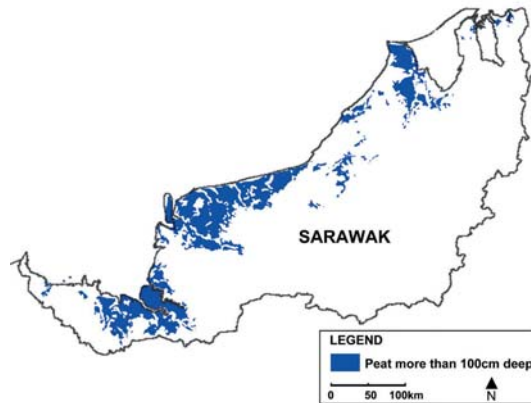 SARAWAK
LEGEND
Peat more than 100cm deep
0 50 100km
N